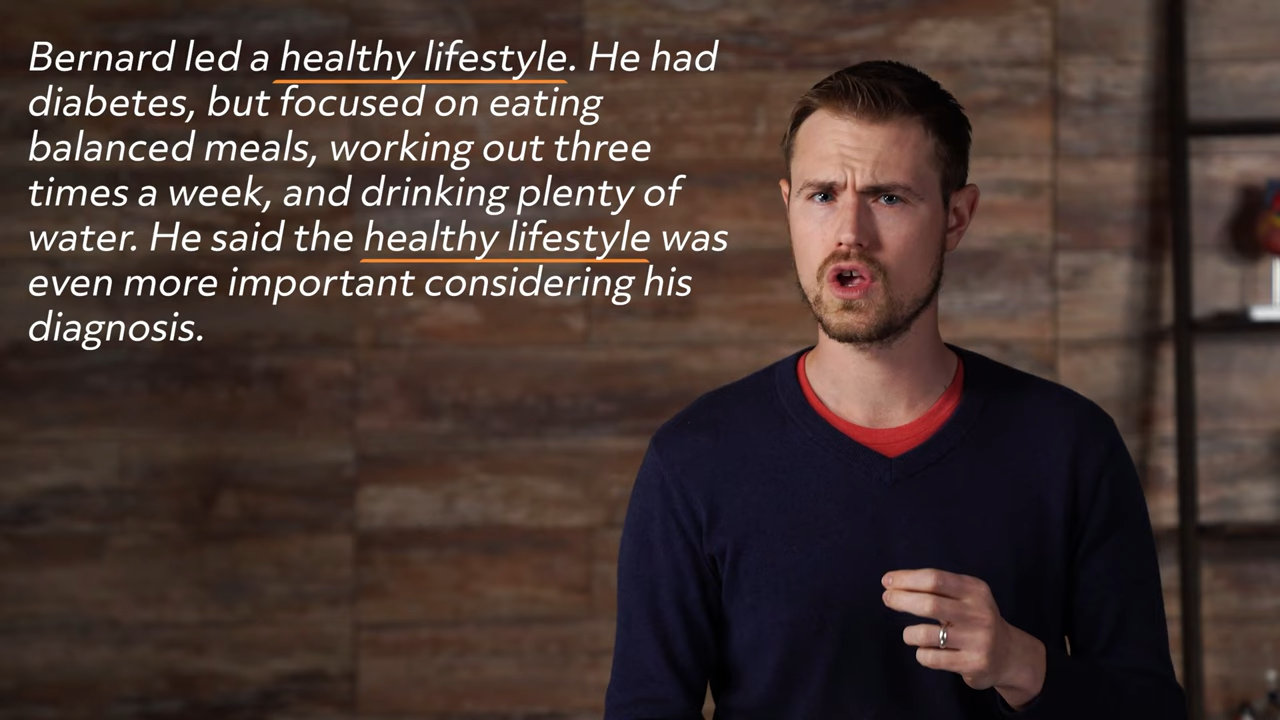 Bernard led a healthy lifestyle. He had
diabetes, but focused on eating
balanced meals, working out three
times a week, and drinking plenty of
water. He said the healthy lifestyle was
even more important considering his
diagnosis.